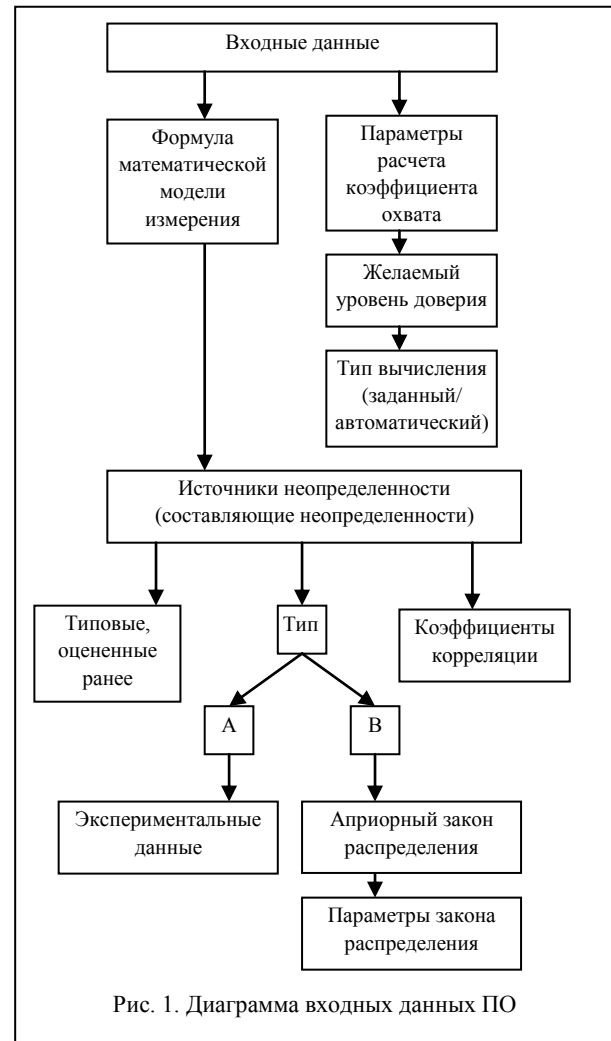 Входные данные
Формула
математической
модели
измерения
Параметры
расчета
коэффициента
охвата
Желаемый
уровень доверия
Тип вычисления
(заданный/
автоматический)
Источники неопределенности
(составляющие неопределенности)
Типовые,
оцененные
ранее
Тип
Коэффициенты
корреляции
А
В
Экспериментальные
данные
Априорный закон
распределения
Параметры закона
распределения
Рис. 1. Диаграмма входных данных ПО